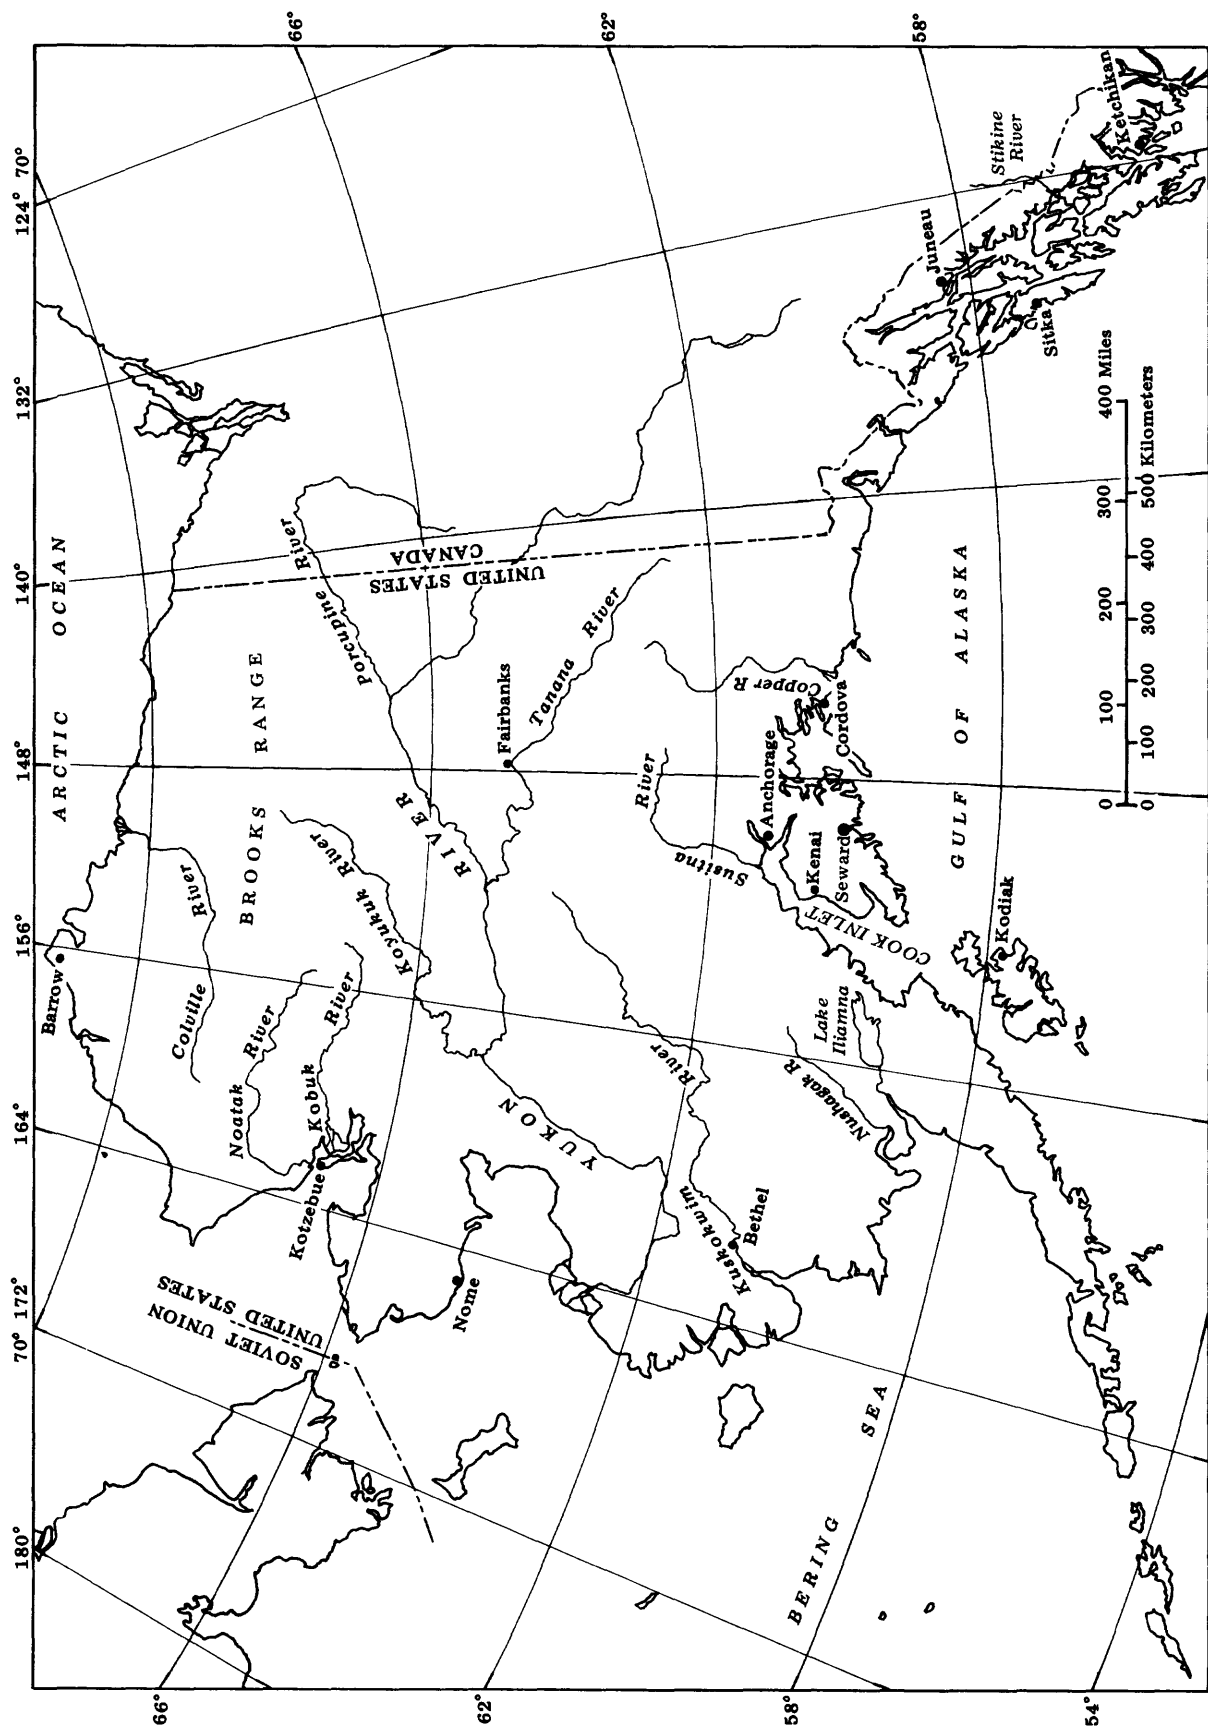 180°
70°
172°
164°
156°
148°
140°
132°
124°
70°
66°
62°
58°
54°
66°
62°
58°
ARCTIC OCEAN
Barrow
BROOKS RANGE
Colville River
Noatak River
Kobuk River
Kotzebue
Koyukuk River
Porcupine River
UNITED STATES
CANADA
SOVIET UNION
UNITED STATES
Nome
YUKON RIVER
Fairbanks
Tanana River
Kuskokwim River
Bethel
Susitna River
Copper R
Anchorage
Kenai
Seward
Cordova
COOK INLET
Lake
Iliamna
Nushagak R
Kodiak
GULF OF ALASKA
BERING SEA
Juneau
Sitka
Stikine
River
Ketchikan
0 100 200 300 400 Miles
0 100 200 300 400 500 Kilometers